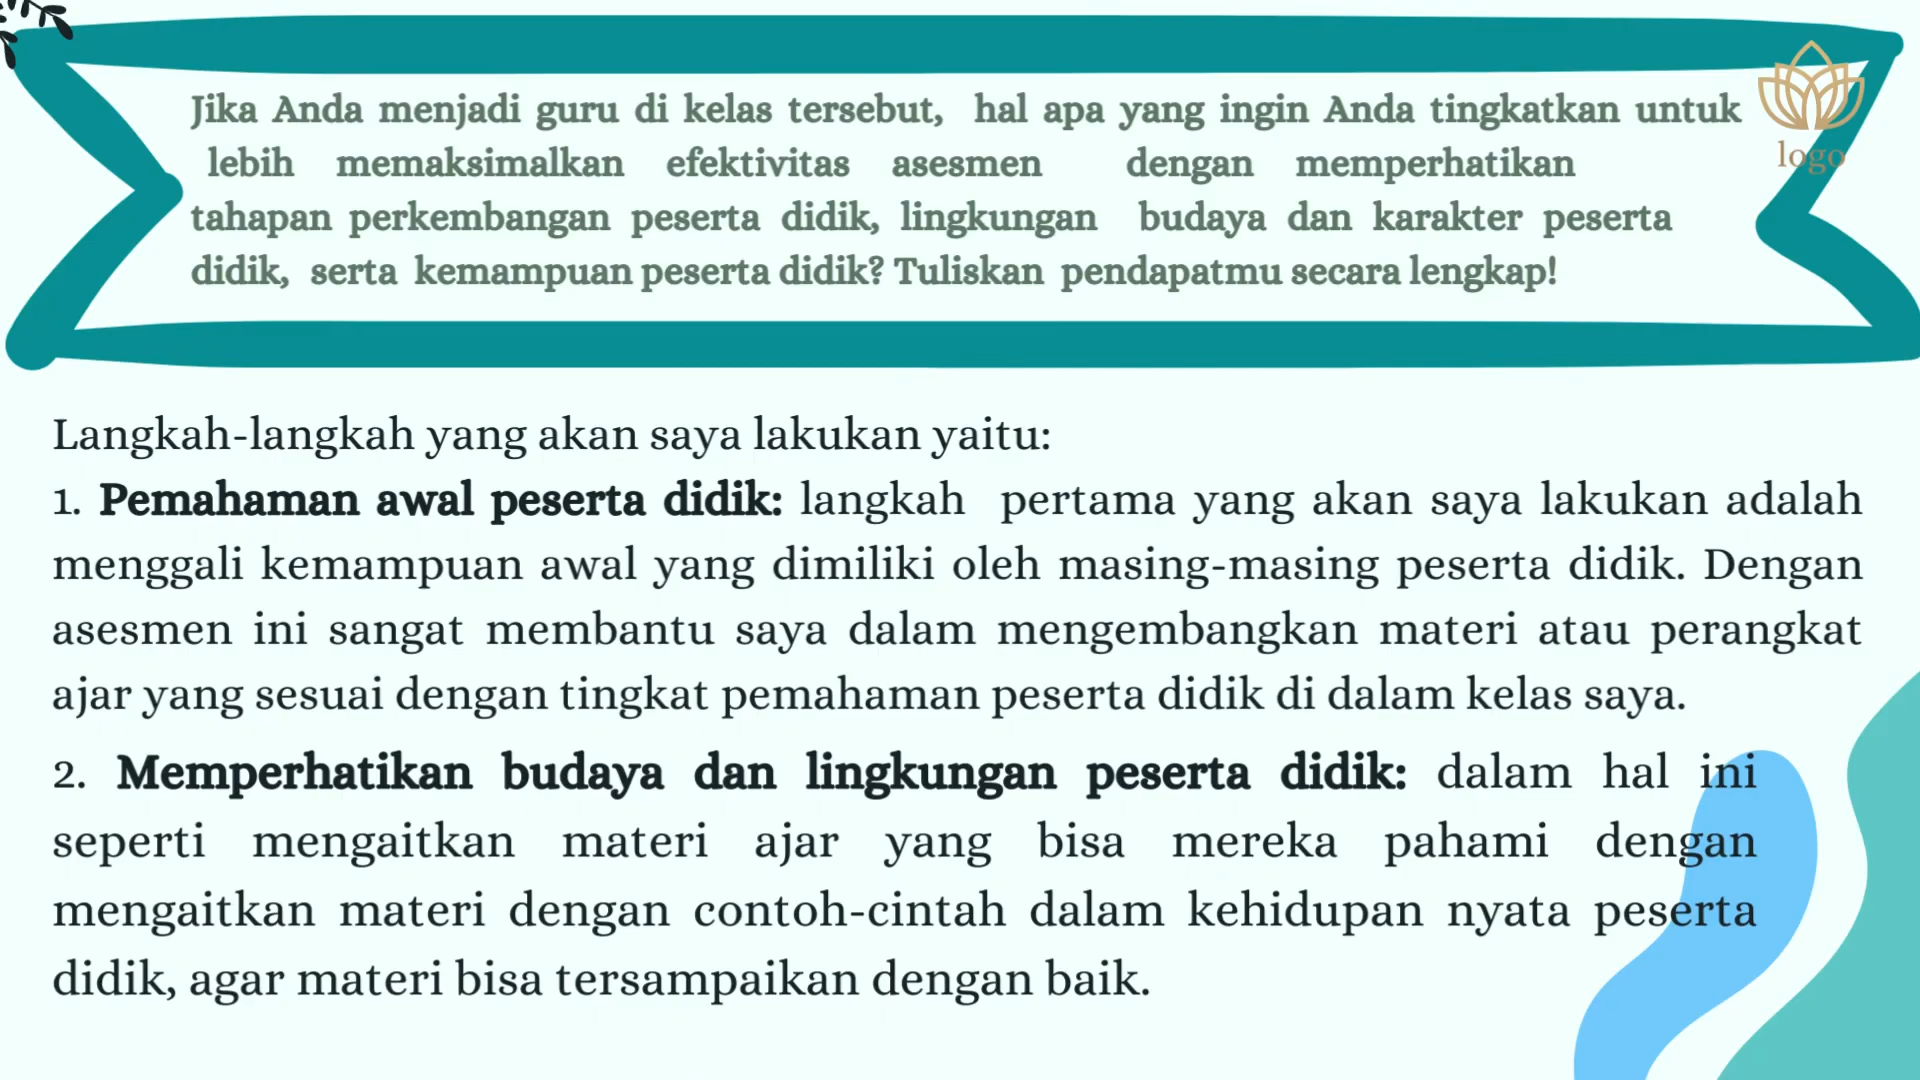 Jika Anda menjadi guru di kelas tersebut, hal apa yang ingin Anda tingkatkan untuk
lebih memaksimalkan efektivitas asesmen dengan memperhatikan
tahapan perkembangan peserta didik, lingkungan budaya dan karakter peserta
didik, serta kemampuan peserta didik? Tuliskan pendapatmu secara lengkap!
logo
Langkah-langkah yang akan saya lakukan yaitu:
1. Pemahaman awal peserta didik: langkah pertama yang akan saya lakukan adalah
menggali kemampuan awal yang dimiliki oleh masing-masing peserta didik. Dengan
asesmen ini sangat membantu saya dalam mengembangkan materi atau perangkat
ajar yang sesuai dengan tingkat pemahaman peserta didik di dalam kelas saya.
2. Memperhatikan budaya dan lingkungan peserta didik: dalam hal ini
seperti mengaitkan materi ajar yang bisa mereka pahami dengan
mengaitkan materi dengan contoh-cintah dalam kehidupan nyata peserta
didik, agar materi bisa tersampaikan dengan baik.